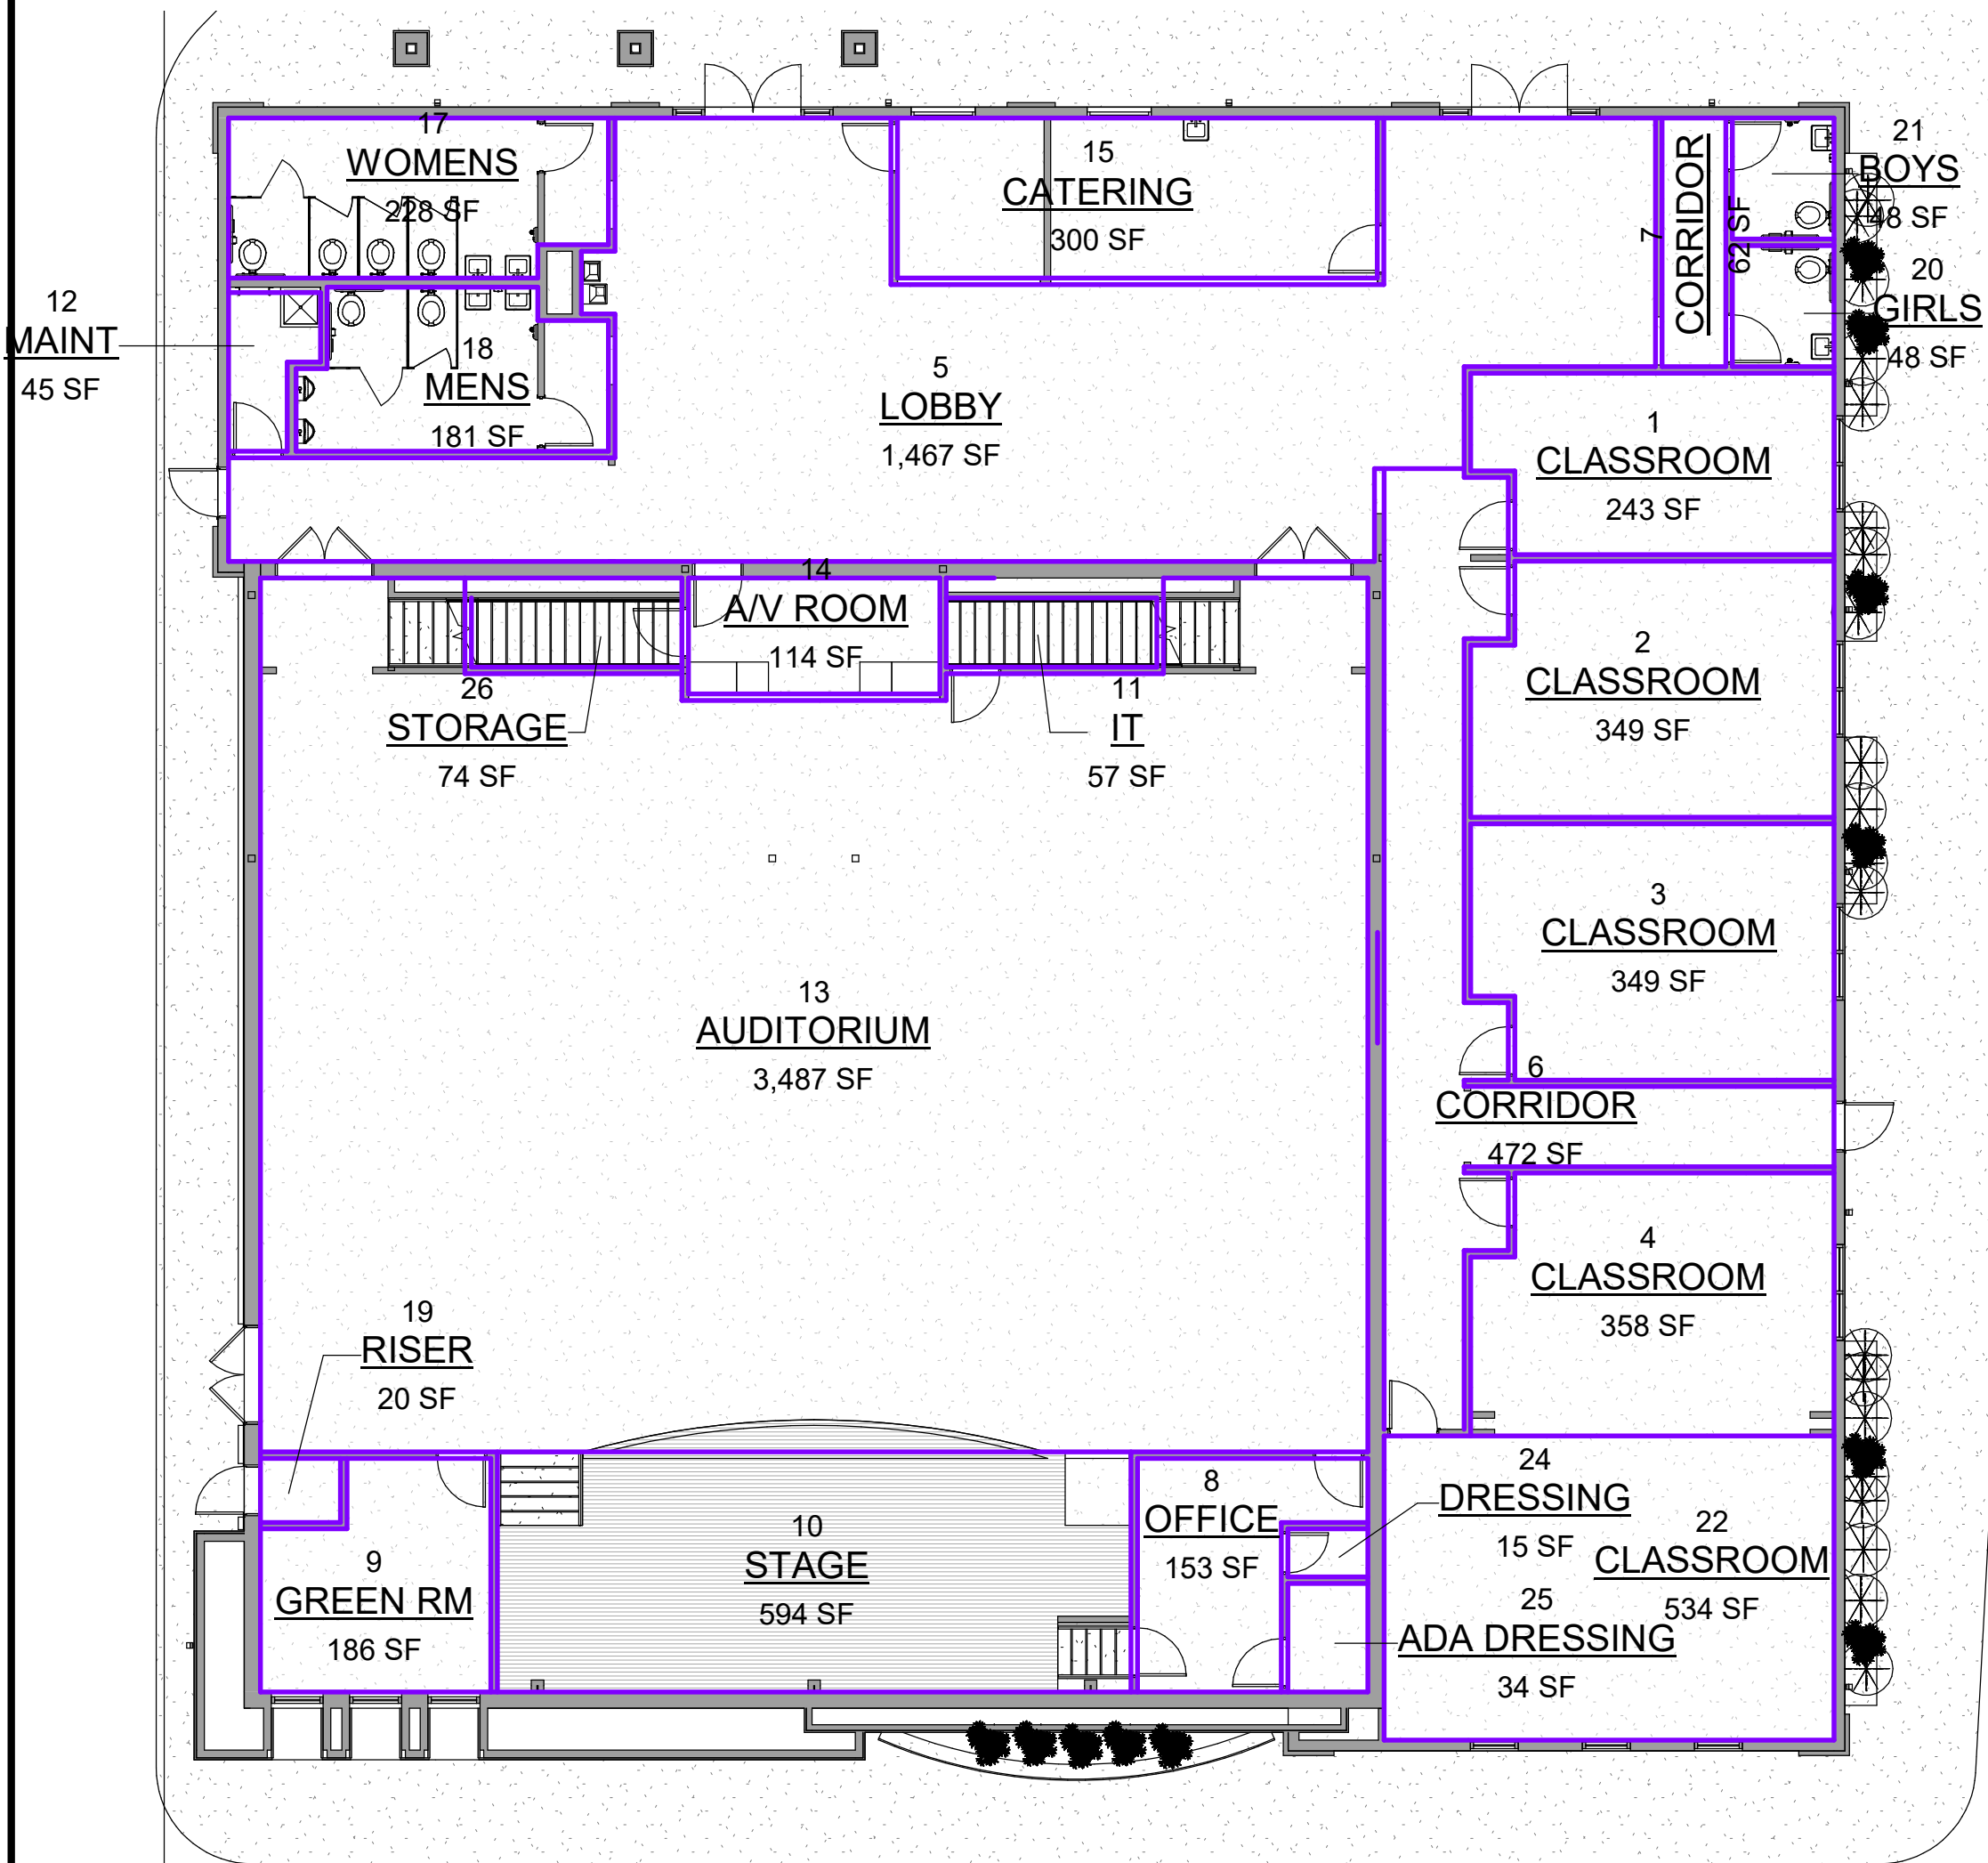 17
WOMENS
228 SF
15
CATERING
300 SF
7
CORRIDOR
62 SF
21
BOYS
48 SF
20
GIRLS
48 SF
12
MAINT
45 SF
18
MENS
181 SF
5
LOBBY
1,467 SF
1
CLASSROOM
243 SF
14
A/V ROOM
114 SF
26
STORAGE
74 SF
11
IT
57 SF
2
CLASSROOM
349 SF
3
CLASSROOM
349 SF
13
AUDITORIUM
3,487 SF
6
CORRIDOR
472 SF
4
CLASSROOM
358 SF
19
RISER
20 SF
9
GREEN RM
186 SF
10
STAGE
594 SF
8
OFFICE
153 SF
24
DRESSING
15 SF
22
CLASSROOM
534 SF
25
ADA DRESSING
34 SF